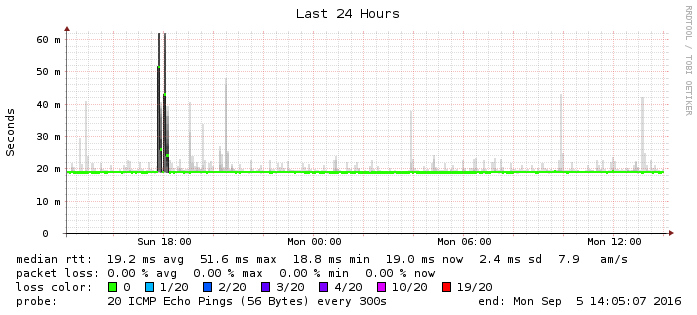 Last 24 Hours
RRDTOOL / TOBI OETIKER
60 m
50 m
40 m
30 m
20 m
10 m
0
Seconds
Sun 18:00 Mon 00:00 Mon 06:00 Mon 12:00
median rtt: 19.2 ms avg 51.6 ms max 18.8 ms min 19.0 ms now 2.4 ms sd 7.9 am/s
packet loss: 0.00 % avg 0.00 % max 0.00 % min 0.00 % now
loss color: 0 1/20 2/20 3/20 4/20 10/20 19/20
probe: 20 ICMP Echo Pings (56 Bytes) every 300s end: Mon Sep 5 14:05:07 2016